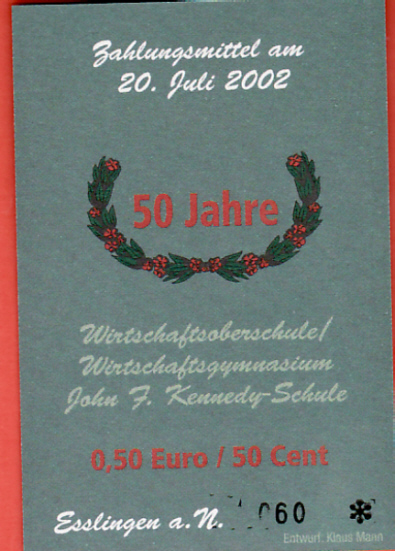 Zahlungsmittel am
20. Juli 2002
50 Jahre
Wirtschaftsoberschule/
Wirtschaftsgymnasium
John F. Kennedy-Schule
0,50 Euro / 50 Cent
Esslingen a.N. 060
Entwurf: Klaus Mann